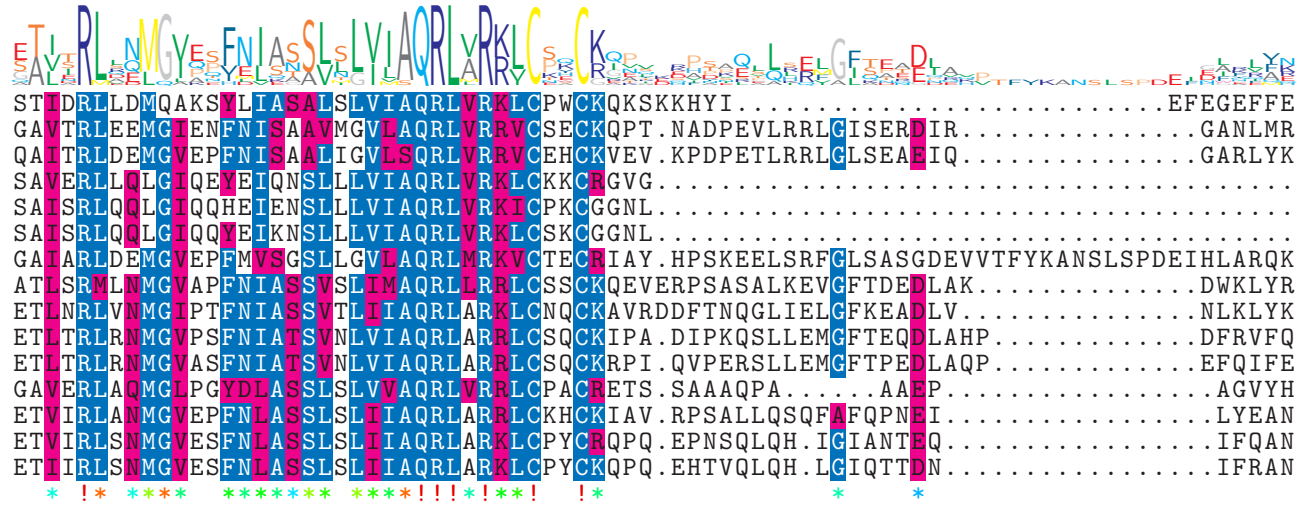 STIDRLLDMQAKSYLIASALSLVIAQRLVRKLCPWCKQKSKKHYI...........................EFEGEFFE
GAVTRLEEMGIENFNISAAVMGVLAQRLVRRVCSECKQPT.NADPEVLRRLGISERDIR...............GANLMR
QAITRLDEMGVEPFNISAALIGVLSQRLVRRVCEHCKVEV.KPDPETLRRLGLSEAEIQ...............GARLYK
SAVERLLQLGIQEYEIQNSLLLVIAQRLVRKLCKKCRGVG........................................
SAISRLQQLGIQQHEIENSLLLVIAQRLVRKICPKCGGNL........................................
SAISRLQQLGIQQYEIKNSLLLVIAQRLVRKLCSKCGGNL........................................
GAIARLDEMGVEPFMVSGSLLGVLAQRLMRKVCTECRIAY.HPSKEELSRFGLSASGDEVVTFYKANSLSPDEIHLARQK
ATLSRMLNMGVAPFNIASSVSLIMAQRLLRRLCSSCKQEVERPSASALKEVGFTDEDLAK..............DWKLYR
ETLNRLVNMGIPTFNIASSVTLIIAQRLARKLCNQCKAVRDDFTNQGLIELGFKEADLV...............NLKLYK
ETLTRLRNMGVPSFNIATSVNLVIAQRLARRLCSQCKIPA.DIPKQSLLEMGFTEQDLAHP.............DFRVFQ
ETLTRLRNMGVASFNIATSVNLVIAQRLARRLCSQCKRPI.QVPERSLLEMGFTPEDLAQP.............EFQIFE
GAVERLAQMGLPGYDLASSLSLVVAQRLVRRLCPACRETS.SAAAQPA......AAEP.................AGVYH
ETVIRLANMGVEPFNLASSLSLIIAQRLARRLCKHCKIAV.RPSALLQSQFAFQPNEI.................LYEAN
ETVIRLSNMGVESFNLASSLSLIIAQRLARKLCPYCRQPQ.EPNSQLQH.IGIANTEQ.................IFQAN
ETIIRLSNMGVESFNLASSLSLIIAQRLARKLCPYCKQPQ.EHTVQLQH.LGIQTTDN.................IFRAN
* !* **** ******* ****!!!*!**! !* * *